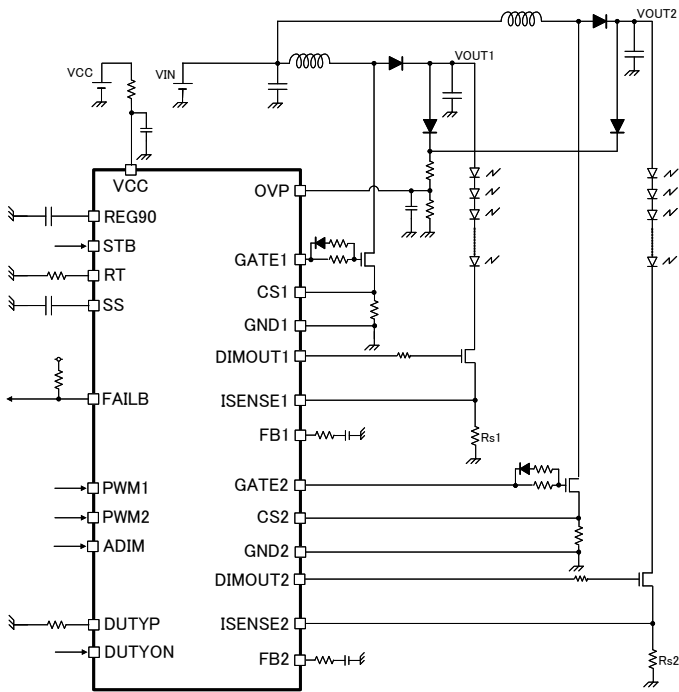 VOUT2
VOUT1
VCC
VIN
VCC
OVP
REG90
STB
RT
SS
FAILB
PWM1
PWM2
ADIM
DUTYP
DUTYON
GATE1
CS1
GND1
DIMOUT1
ISENSE1
FB1
Rs1
GATE2
CS2
GND2
DIMOUT2
ISENSE2
FB2
Rs2